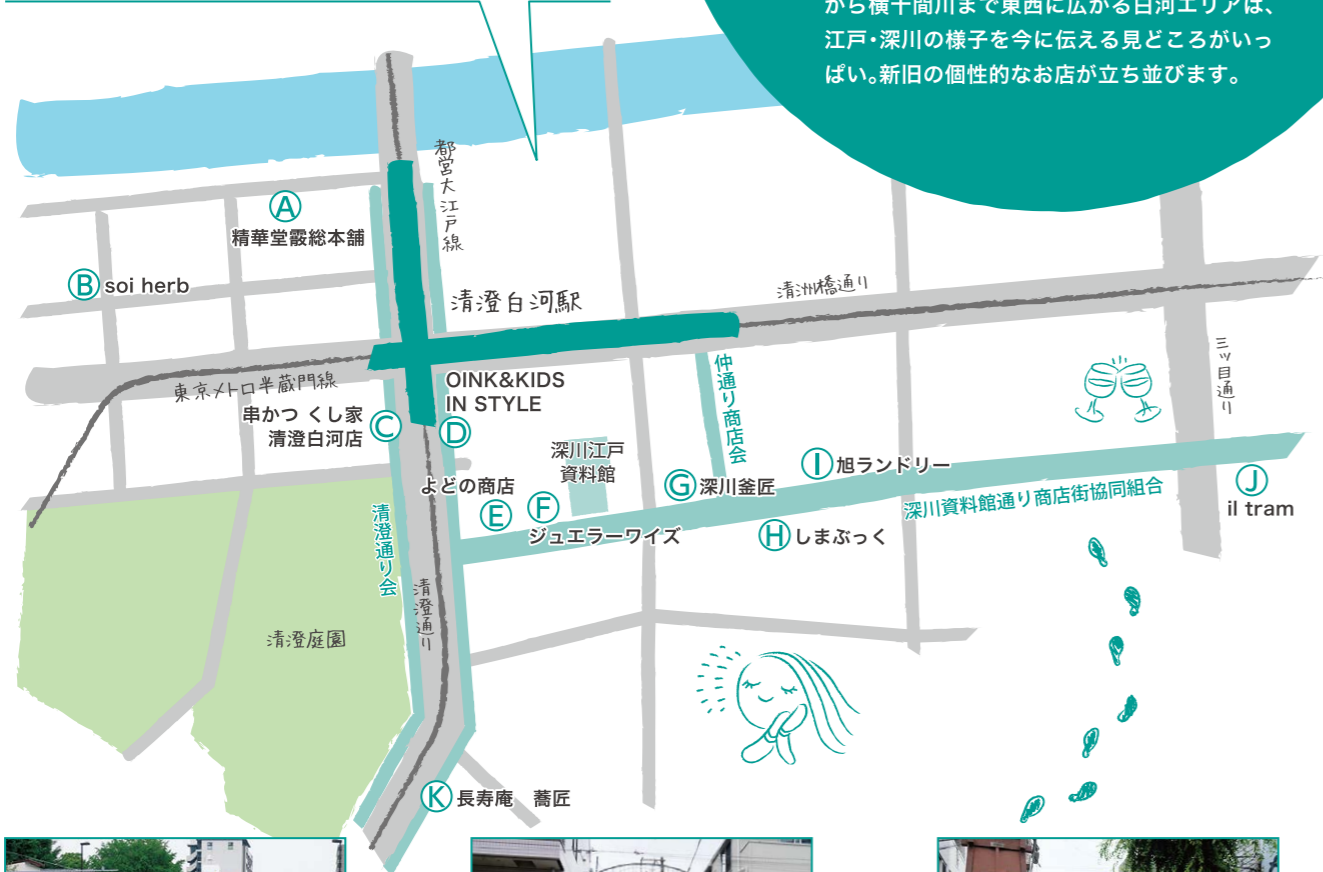 から横十間川まで東西に広がる白河エリアは、
江戸・深川の様子を今に伝える見どころがいっ
ぱい。新旧の個性的なお店が立ち並びます。
都営大江戸線
Ⓐ
精華堂霰総本舗
Ⓑ soi herb
清澄白河駅
清洲橋通り
東京メトロ半蔵門線
三ッ目通り
OINK&KIDS
IN STYLE
Ⓓ
串かつ くし家
清澄白河店
Ⓒ
仲通り商店会
深川江戸
資料館
よどの商店
Ⓔ
Ⓕ
ジュエラーワイズ
Ⓖ 深川釜匠
Ⓘ 旭ランドリー
Ⓗ しまぶっく
深川資料館通り商店街協同組合
Ⓙ
il tram
清澄通り会
清澄通り
清澄庭園
Ⓚ 長寿庵 蕎匠